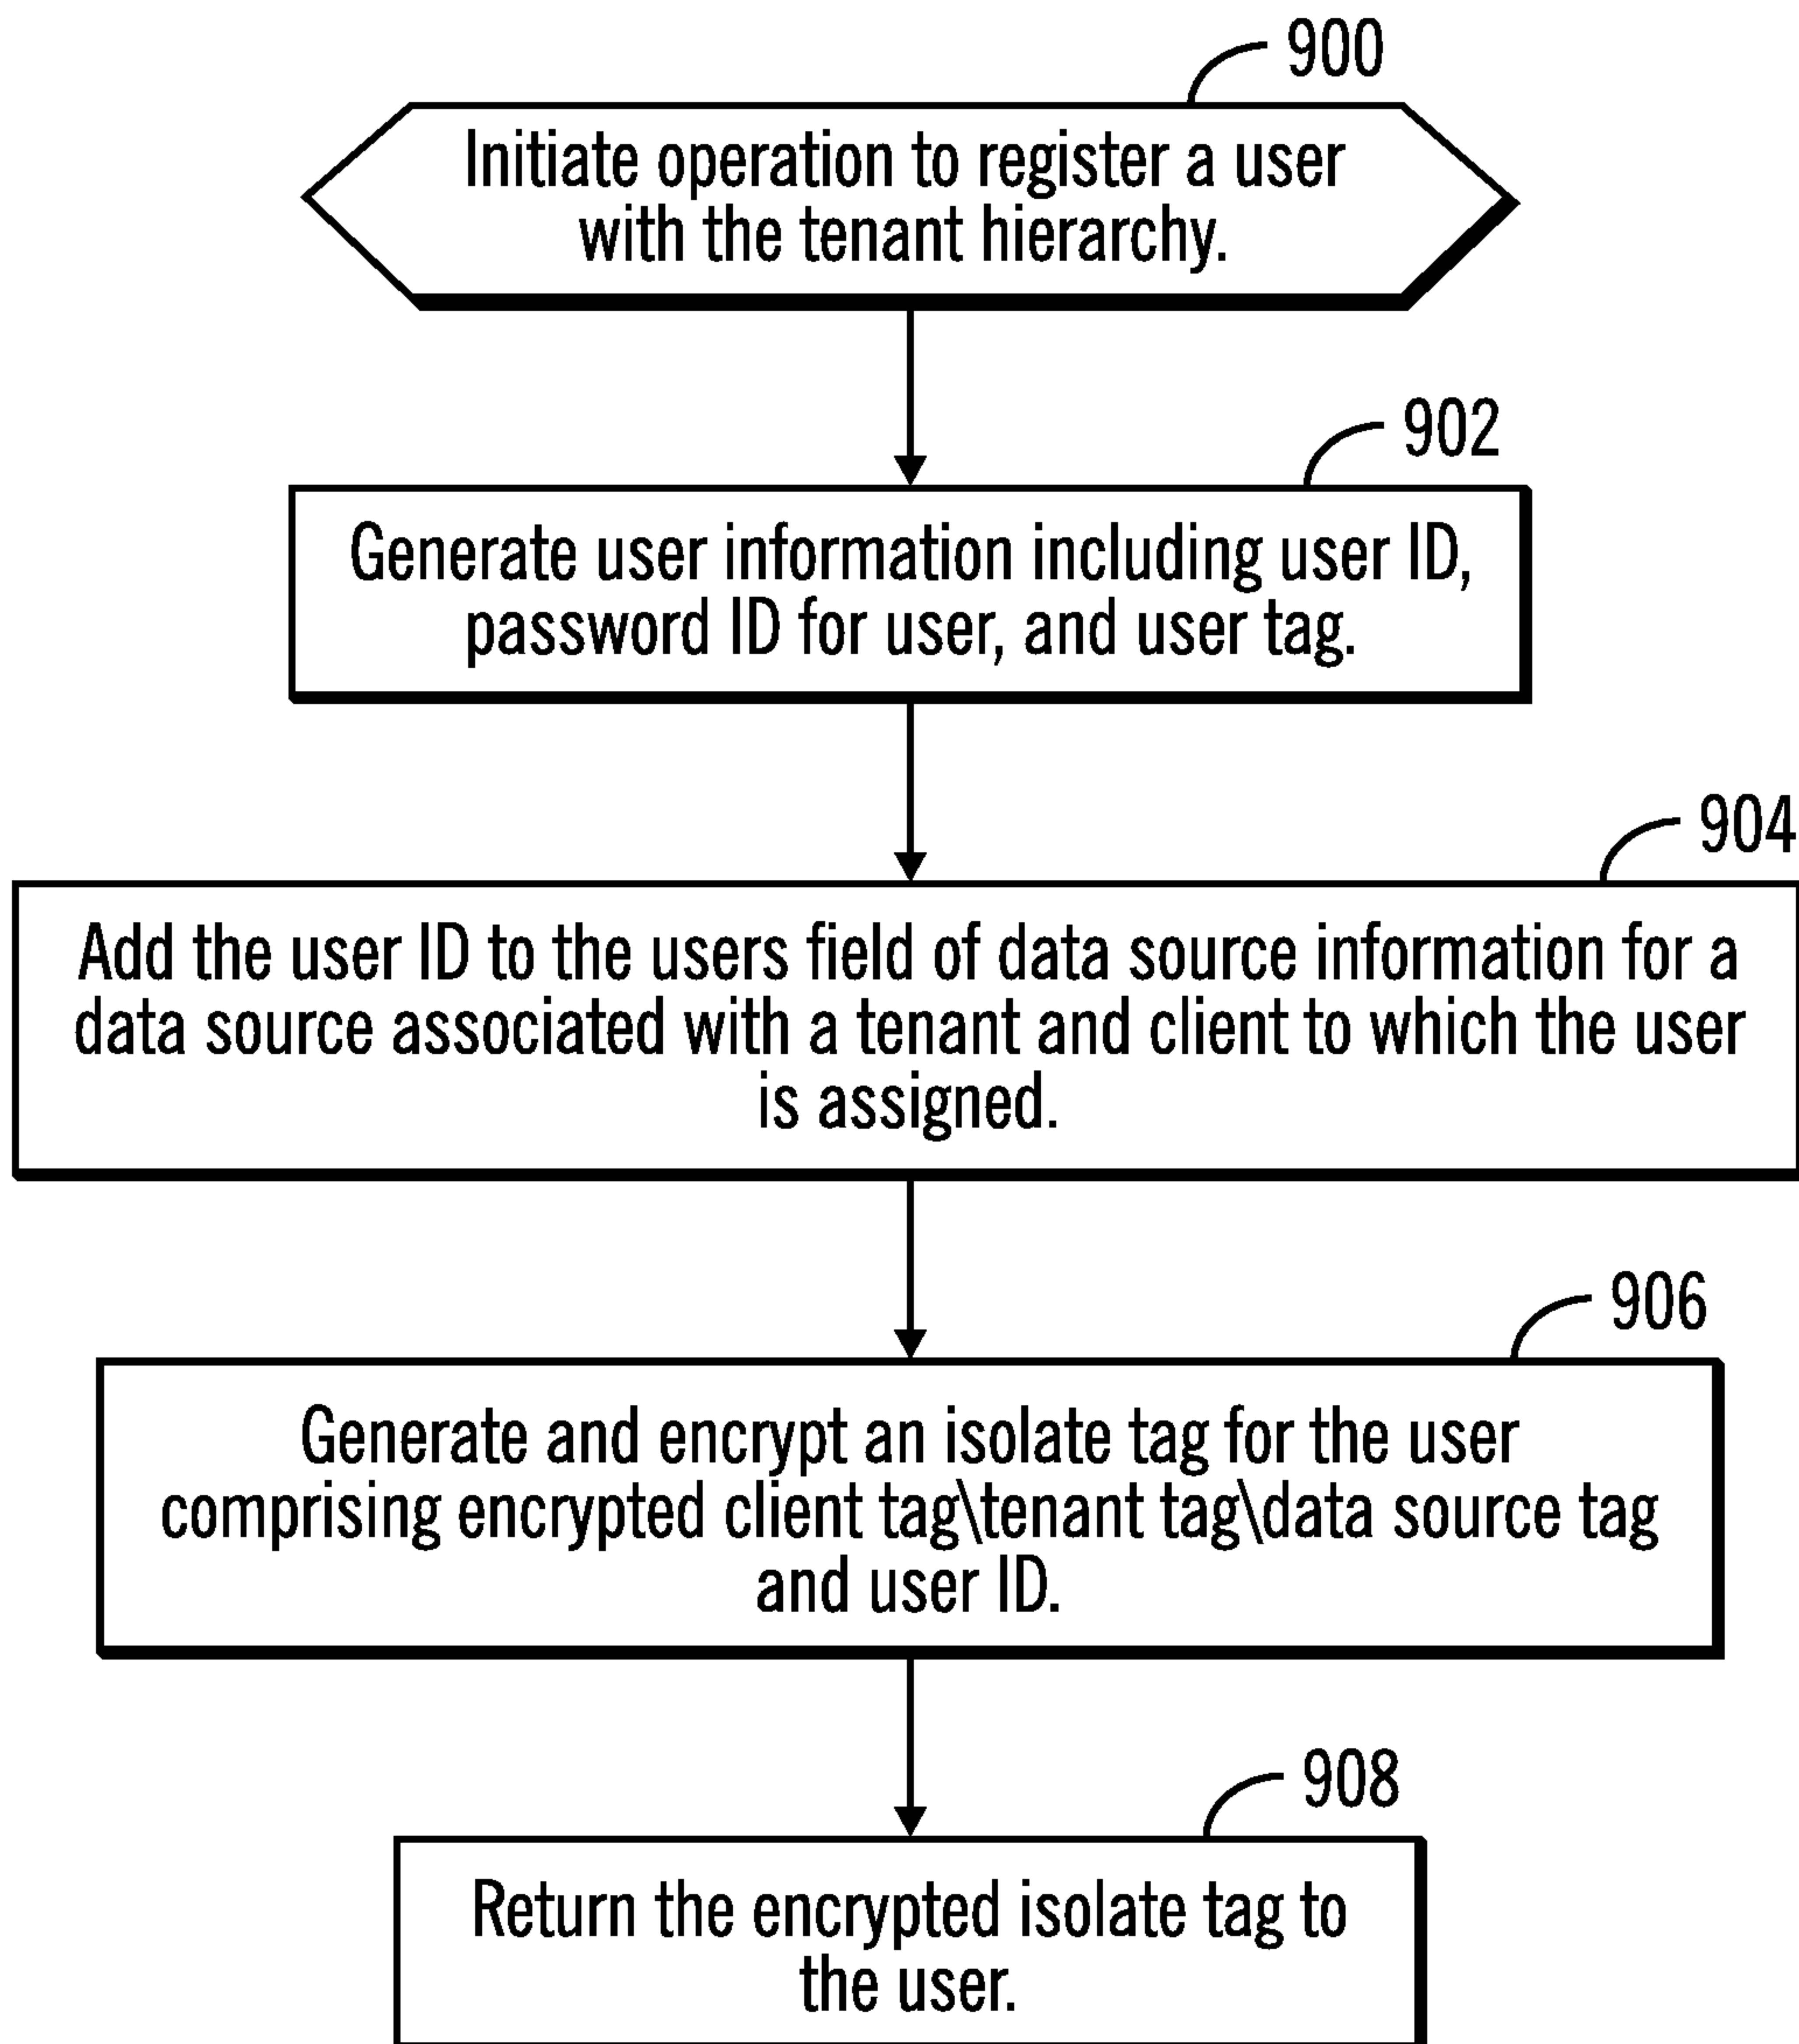 900
Initiate operation to register a user
with the tenant hierarchy.
902
Generate user information including user ID,
password ID for user, and user tag.
904
Add the user ID to the users field of data source information for a
data source associated with a tenant and client to which the user
is assigned.
906
Generate and encrypt an isolate tag for the user
comprising encrypted client tag\tenant tag\data source tag
and user ID.
908
Return the encrypted isolate tag to
the user.